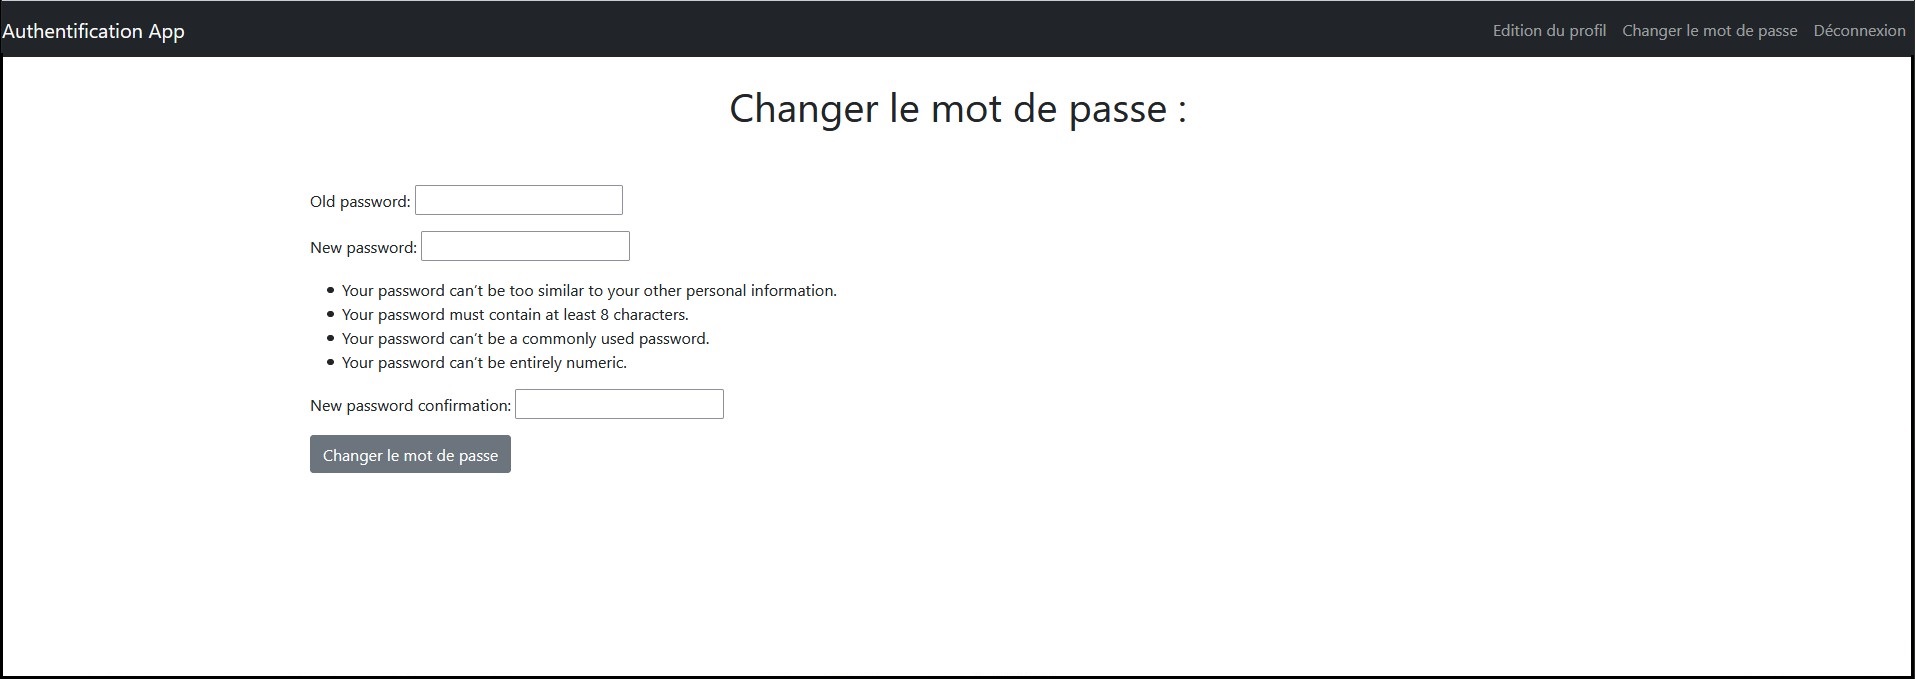 Authentification App
Edition du profil Changer le mot de passe Déconnexion
Changer le mot de passe :
Old password:
New password:
• Your password can't be too similar to your other personal information.
• Your password must contain at least 8 characters.
• Your password can't be a commonly used password.
• Your password can't be entirely numeric.
New password confirmation:
Changer le mot de passe